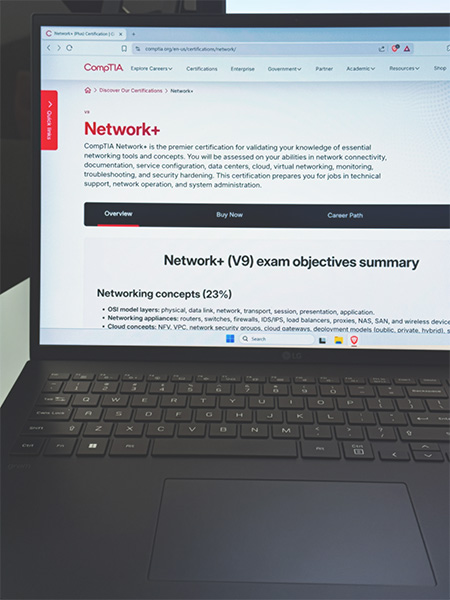 Network+ (Plus) Certification | C
comptia.org/en-us/certifications/network/
CompTIA
Explore Careers
Certifications
Enterprise
Government
Partner
Academic
Resources
Shop
Discover Our Certifications > Network+
Quick links
V9
Network+
CompTIA Network+ is the premier certification for validating your knowledge of essential
networking tools and concepts. You will be assessed on your abilities in network connectivity,
documentation, service configuration, data centers, cloud, virtual networking, monitoring,
troubleshooting, and security hardening. This certification prepares you for jobs in technical
support, network operation, and system administration.
Overview
Buy Now
Career Path
Network+ (V9) exam objectives summary
Networking concepts (23%)
• OSI model layers: physical, data link, network, transport, session, presentation, application.
• Networking appliances: routers, switches, firewalls, IDS/IPS, load balancers, proxies, NAS, SAN, and wireless device
• Cloud concepts: NFV, VPC, network security groups, cloud gateways, deployment models (public, private, hybrid), s
Search
LG
Q W E R T Y U I O P
A S D F G H J K L
Z X C V B N M
Fn